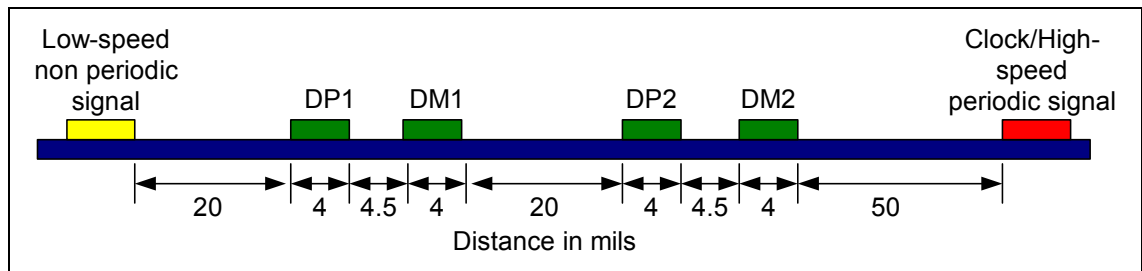 Low-speed
non periodic
signal
Clock/High-
speed
periodic signal
DP1
DM1
DP2
DM2
20
4
4.5
4
20
4
4.5
4
50
Distance in mils